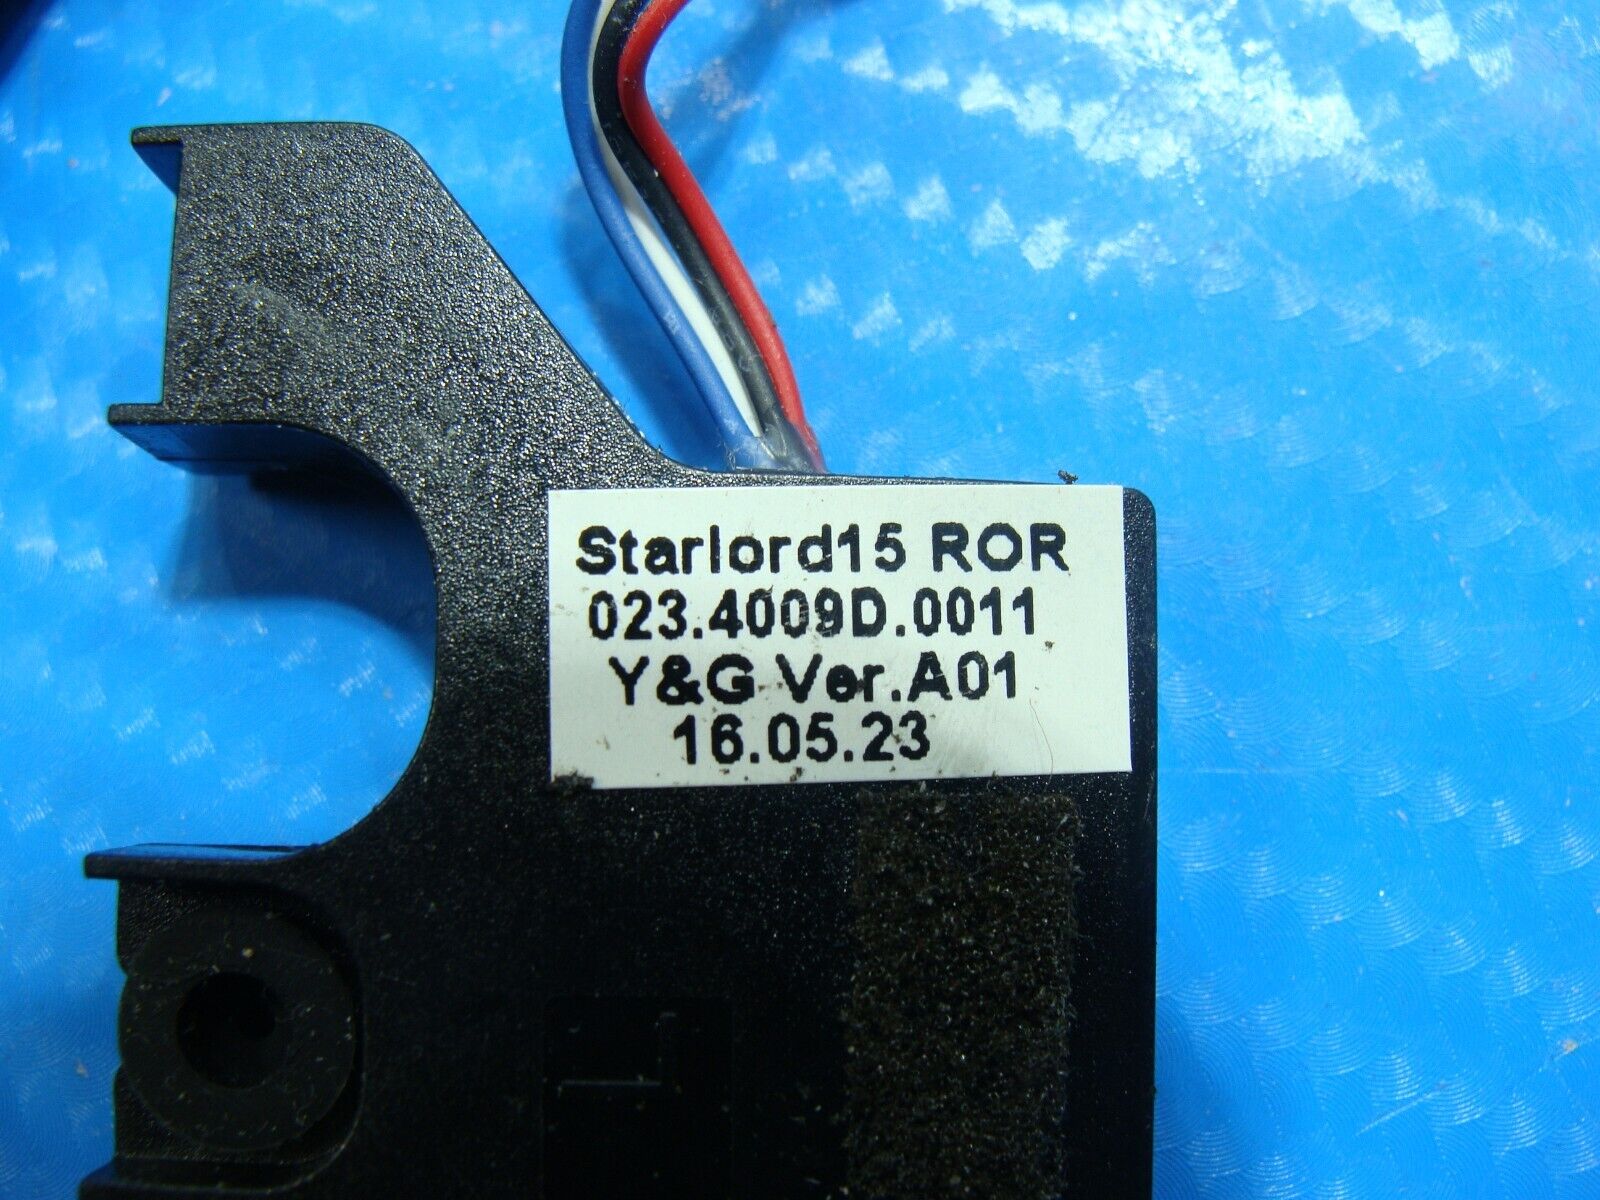 Starlord15 ROR
023.4009D.0011
Y&G Ver.A01
16.05.23